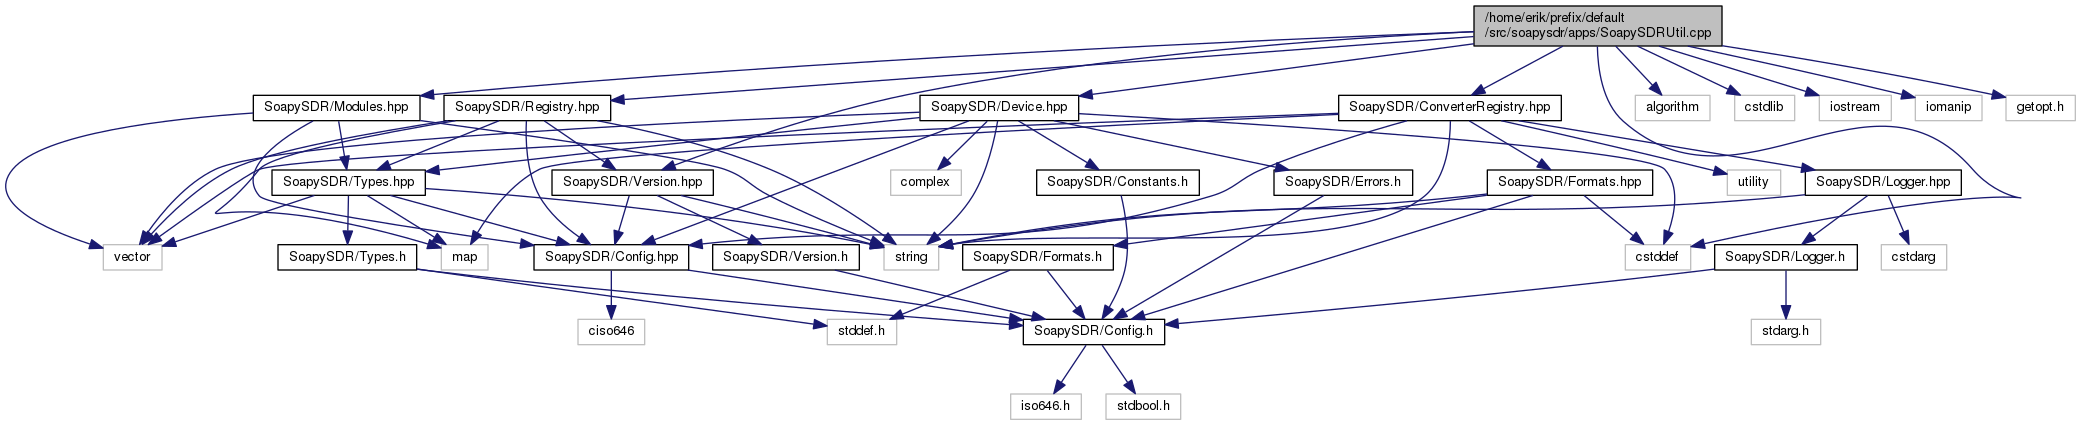 /home/erik/prefix/default
/src/soapysdr/apps/SoapySDRUtil.cpp
SoapySDR/Modules.hpp
SoapySDR/Registry.hpp
SoapySDR/Device.hpp
SoapySDR/ConverterRegistry.hpp
algorithm
cstdlib
iostream
iomanip
getopt.h
SoapySDR/Types.hpp
SoapySDR/Version.hpp
complex
SoapySDR/Constants.h
SoapySDR/Errors.h
SoapySDR/Formats.hpp
utility
SoapySDR/Logger.hpp
vector
SoapySDR/Types.h
map
SoapySDR/Config.hpp
SoapySDR/Version.h
string
SoapySDR/Formats.h
cstddef
SoapySDR/Logger.h
cstdarg
ciso646
stddef.h
SoapySDR/Config.h
stdarg.h
iso646.h
stdbool.h